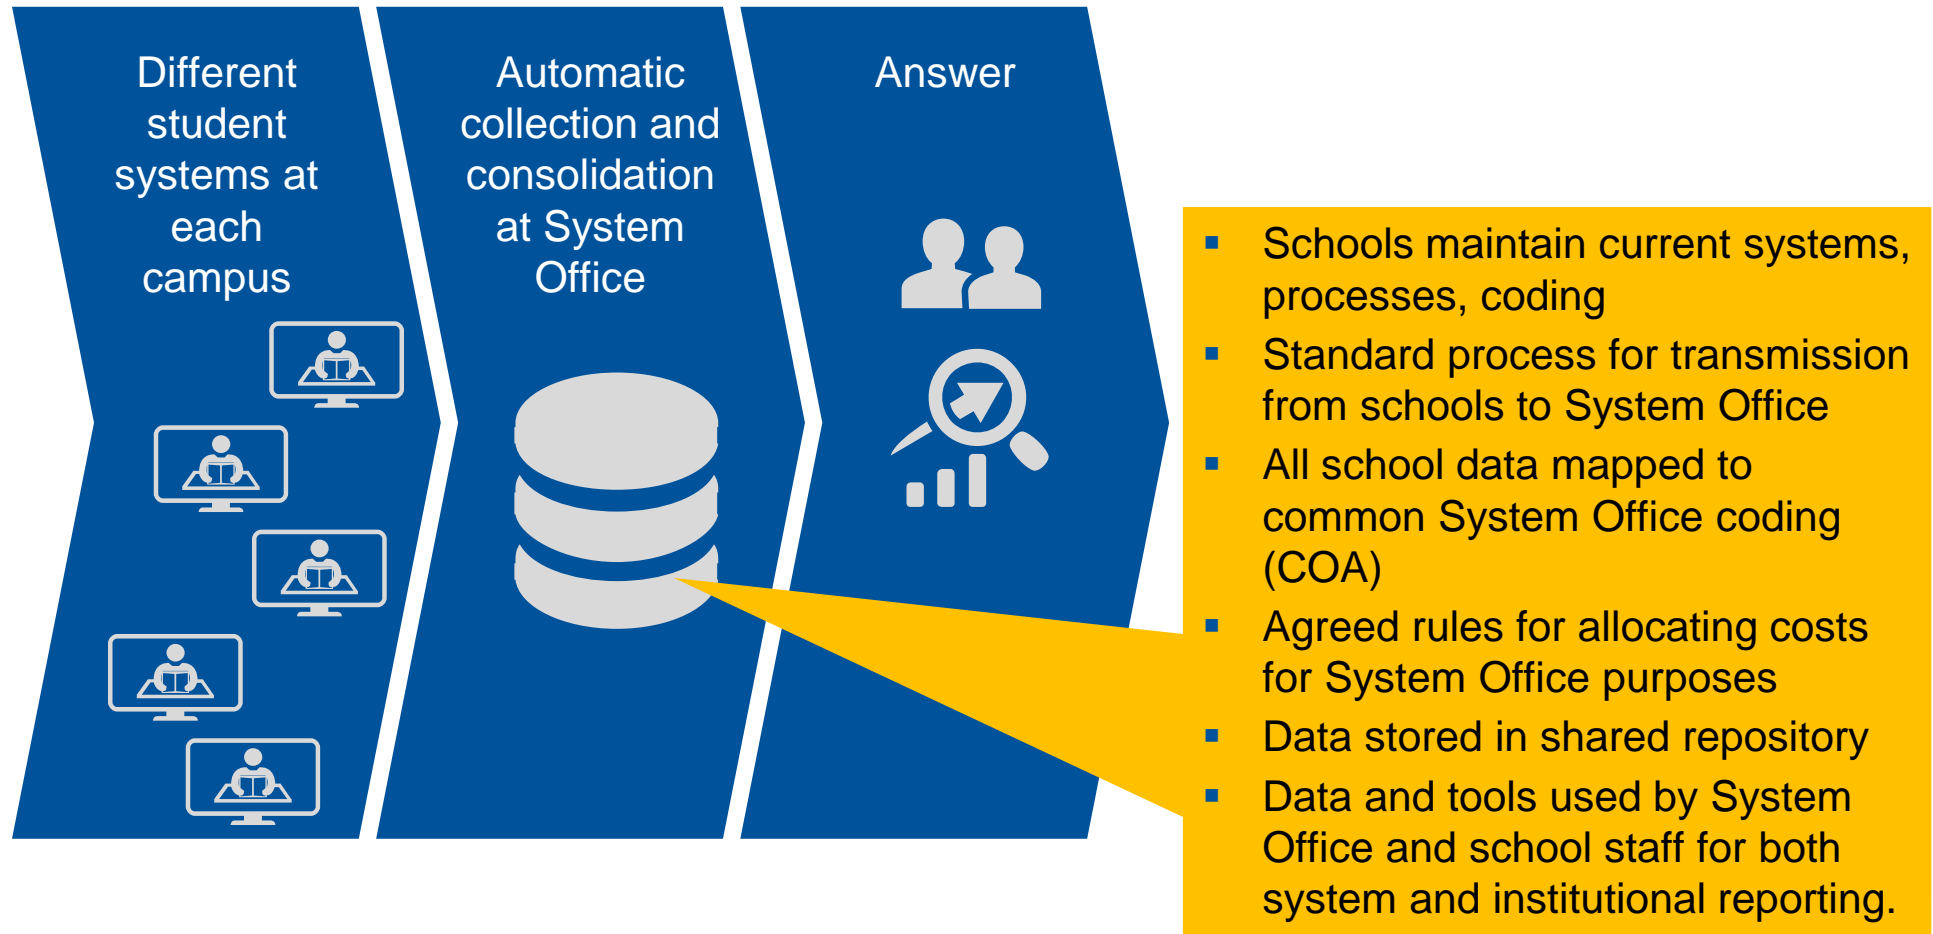 Different
student
systems at
each
campus
Automatic
collection and
consolidation
at System
Office
Answer
▪ Schools maintain current systems,
processes, coding
▪ Standard process for transmission
from schools to System Office
▪ All school data mapped to
common System Office coding
(COA)
▪ Agreed rules for allocating costs
for System Office purposes
▪ Data stored in shared repository
▪ Data and tools used by System
Office and school staff for both
system and institutional reporting.